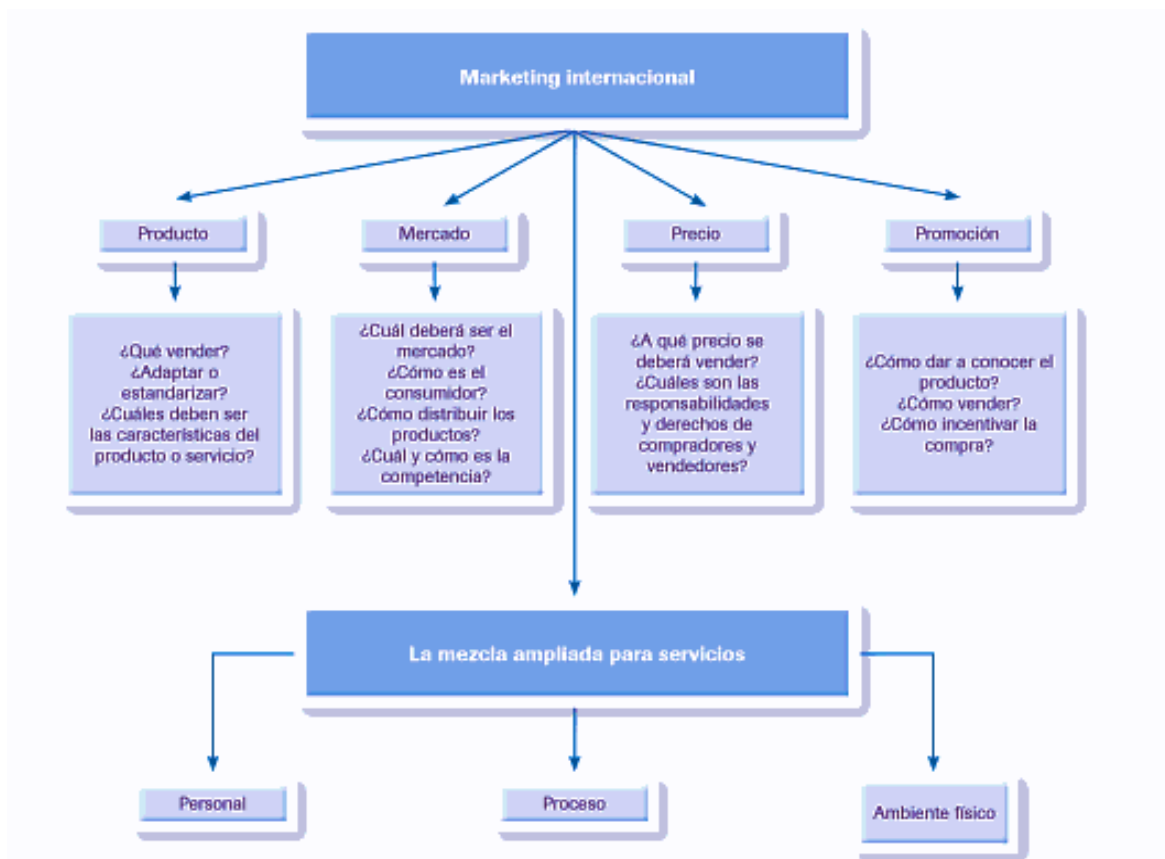 Marketing internacional
Producto
Mercado
Precio
Promoción
¿Qué vender?
¿Adaptar o
estandarizar?
¿Cuáles deben ser
las características del
producto o servicio?
¿Cuál deberá ser el
mercado?
¿Cómo es el
consumidor?
¿Cómo distribuir los
productos?
¿Cuál y cómo es la
competencia?
¿A qué precio se
deberá vender?
¿Cuáles son las
responsabilidades
y derechos de
compradores y
vendedores?
¿Cómo dar a conocer el
producto?
¿Cómo vender?
¿Cómo incentivar la
compra?
La mezcla ampliada para servicios
Personal
Proceso
Ambiente físico